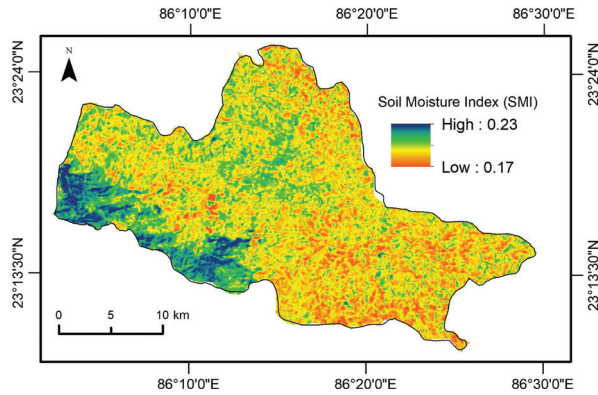 86°10'0"E 86°20'0"E 86°30'0"E
N
23°24'0"N 23°24'0"N
Soil Moisture Index (SMI)
High : 0.23
Low : 0.17
23°13'30"N 23°13'30"N
0 5 10 km
86°10'0"E 86°20'0"E 86°30'0"E